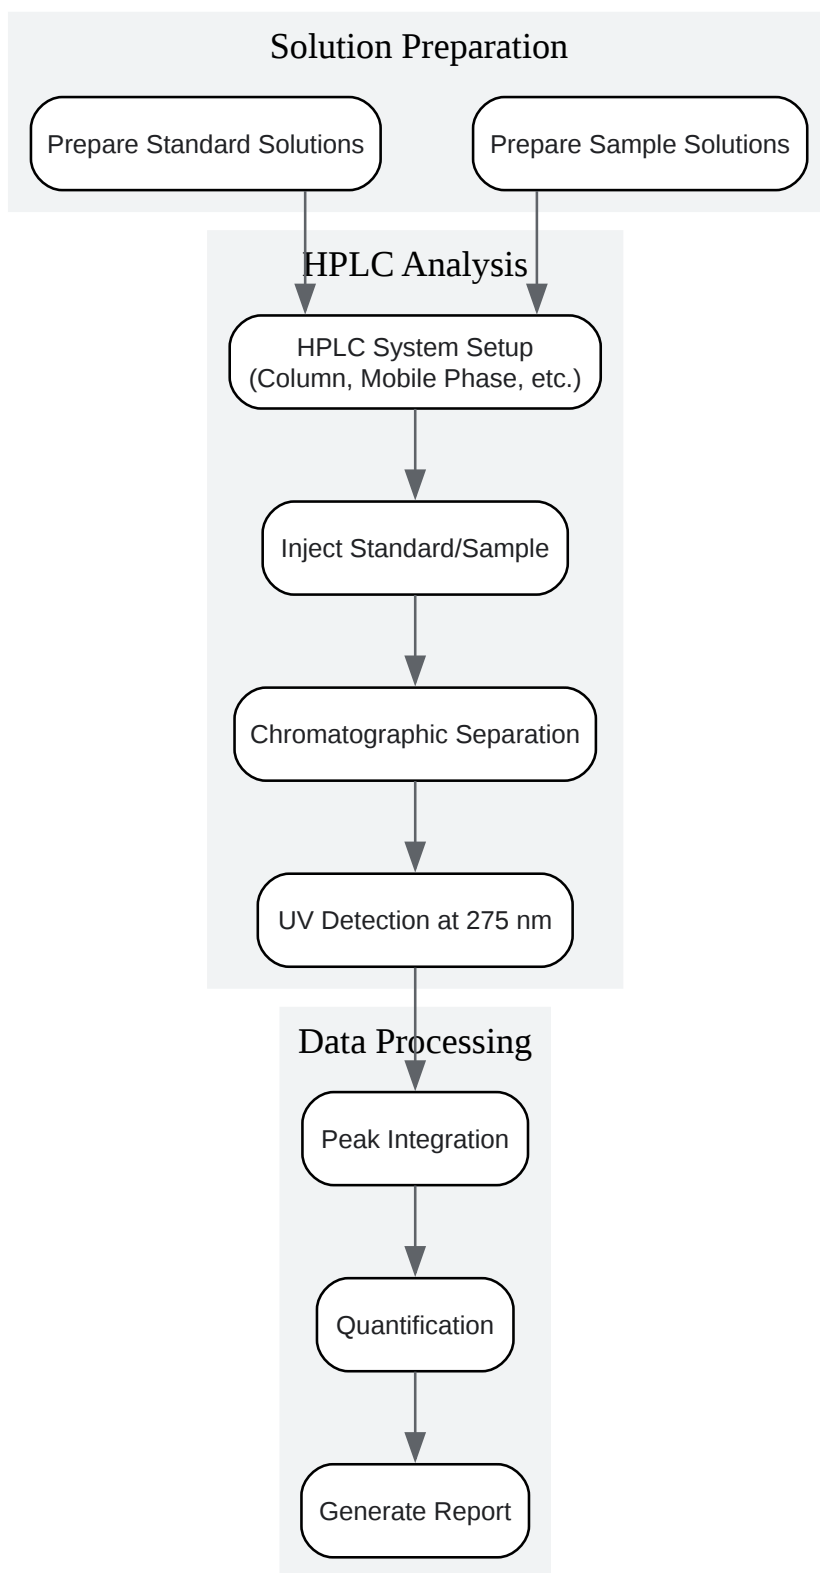 Solution Preparation
Prepare Standard Solutions
Prepare Sample Solutions
HPLC Analysis
HPLC System Setup
(Column, Mobile Phase, etc.)
Inject Standard/Sample
Chromatographic Separation
UV Detection at 275 nm
Data Processing
Peak Integration
Quantification
Generate Report